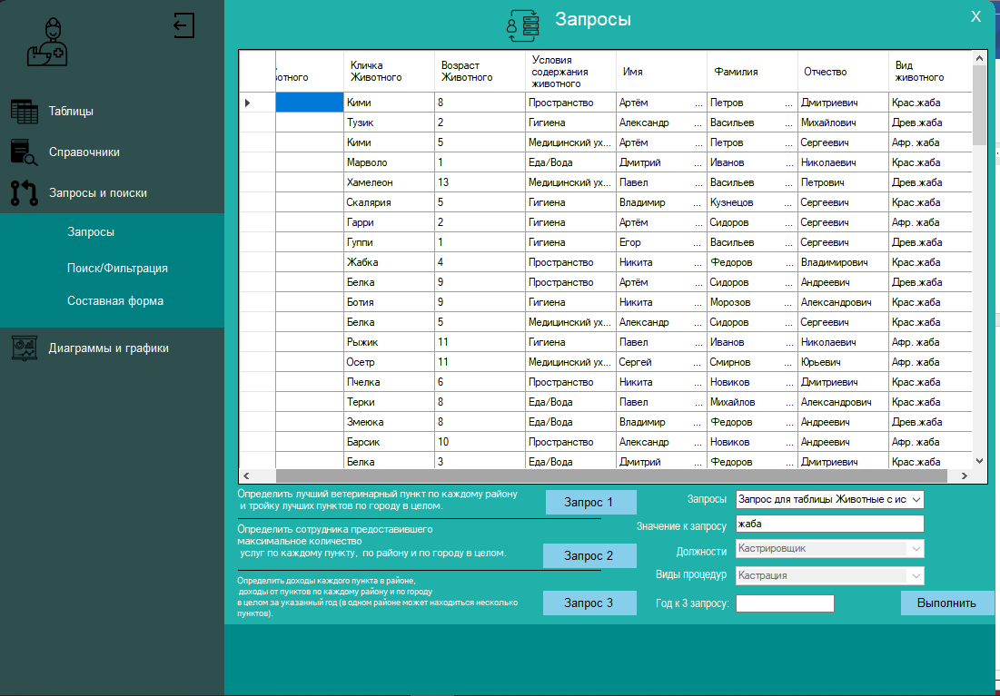 Запросы
X
Таблицы
Справочники
Запросы и поиски
Запросы
Поиск/Фильтрация
Составная форма
Диаграммы и графики
Кличка Животного Возраст Животного Условия содержания животного Имя Фамилия Отчество Вид животного
Кими 8 Пространство Артём ... Петров ... Дмитриевич Крас.жаба
Тузик 2 Гигиена Александр ... Васильев ... Михайлович Древ.жаба
Кими 5 Медицинский ух... Артём ... Петров ... Сергеевич Афр. жаба
Марволо 1 Еда/Вода Дмитрий ... Иванов ... Николаевич Крас.жаба
Хамелеон 13 Медицинский ух... Павел ... Васильев ... Петрович Древ.жаба
Скалярия 5 Гигиена Владимир ... Кузнецов ... Сергеевич Крас.жаба
Гарри 2 Гигиена Артём ... Сидоров ... Сергеевич Афр. жаба
Гуппи 1 Гигиена Егор ... Васильев ... Сергеевич Древ.жаба
Жабка 4 Пространство Никита ... Федоров ... Владимирович Крас.жаба
Белка 9 Пространство Артём ... Сидоров ... Андреевич Древ.жаба
Ботия 9 Гигиена Никита ... Морозов ... Александрович Крас.жаба
Белка 5 Медицинский ух... Александр ... Сидоров ... Сергеевич Крас.жаба
Рыжик 11 Гигиена Павел ... Иванов ... Николаевич Афр. жаба
Осетр 11 Медицинский ух... Сергей ... Смирнов ... Юрьевич Афр. жаба
Пчелка 6 Пространство Никита ... Новиков ... Дмитриевич Крас.жаба
Терки 8 Еда/Вода Павел ... Михайлов ... Александрович Крас.жаба
Змеюка 8 Еда/Вода Владимир ... Федоров ... Андреевич Древ.жаба
Барсик 10 Пространство Александр ... Новиков ... Андреевич Афр. жаба
Белка 3 Еда/Вода Дмитрий ... Федоров ... Дмитриевич Крас.жаба
Определить лучший ветеринарный пункт по каждому району
и тройку лучших пунктов по городу в целом.
Запрос 1
Определить сотрудника предоставившего
максимальное количество
услуг по каждому пункту, по району и по городу в целом.
Запрос 2
Определить доходы каждого пункта в районе,
доходы от пунктов по каждому району и по городу
в целом за указанный год (в одном районе может находиться несколько
пунктов).
Запрос 3
Запросы Запрос для таблицы Животные с ис
Значение к запросу жаба
Должности Кастрировщик
Виды процедур Кастрация
Год к 3 запросу:
Выполнить